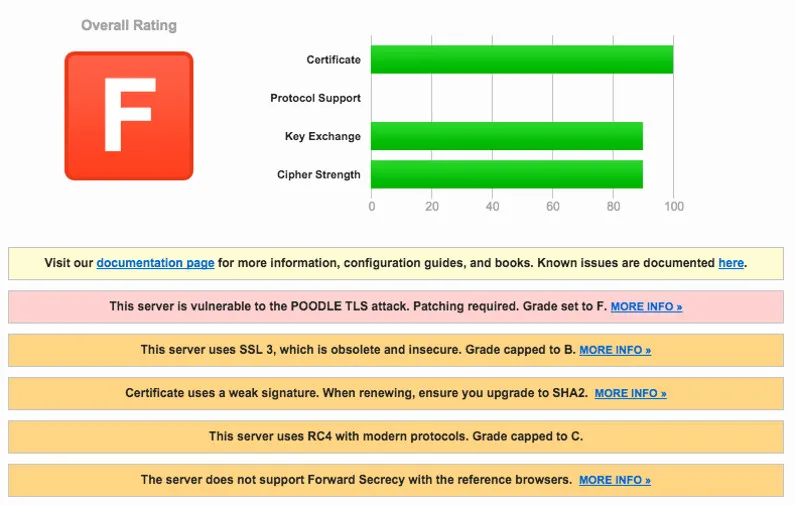 Overall Rating
F
Certificate
Protocol Support
Key Exchange
Cipher Strength
0 20 40 60 80 100
Visit our documentation page for more information, configuration guides, and books. Known issues are documented here.
This server is vulnerable to the POODLE TLS attack. Patching required. Grade set to F. MORE INFO »
This server uses SSL 3, which is obsolete and insecure. Grade capped to B. MORE INFO »
Certificate uses a weak signature. When renewing, ensure you upgrade to SHA2. MORE INFO »
This server uses RC4 with modern protocols. Grade capped to C.
The server does not support Forward Secrecy with the reference browsers. MORE INFO »